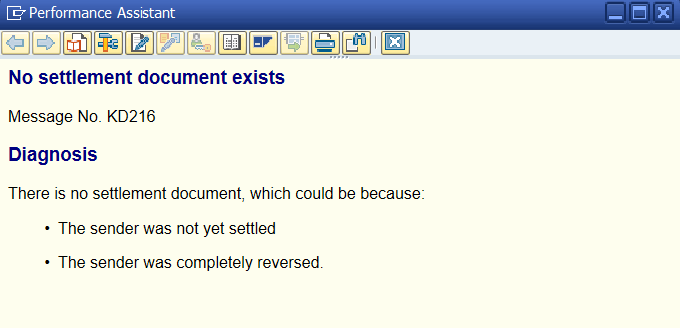 Performance Assistant
No settlement document exists
Message No. KD216
Diagnosis
There is no settlement document, which could be because:
• The sender was not yet settled
• The sender was completely reversed.